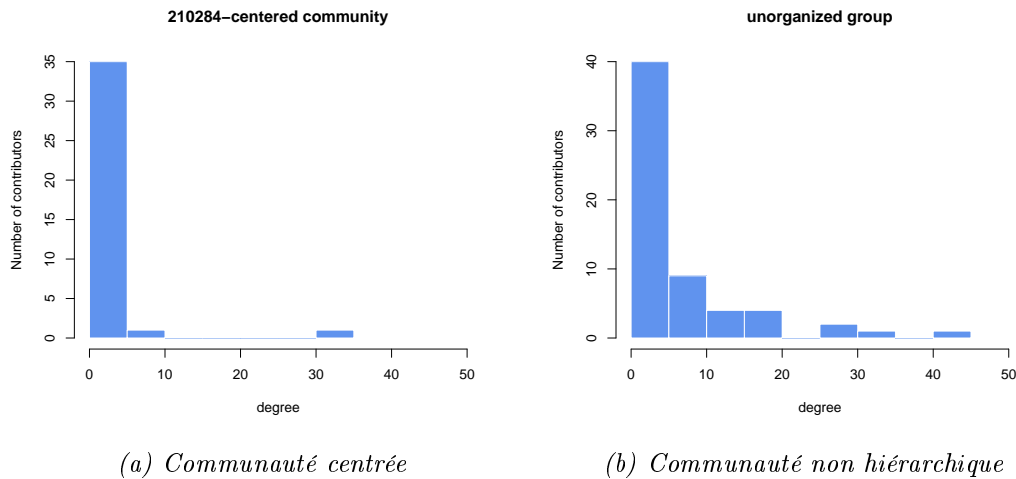 210284−centered community
Number of contributors
0 5 10 15 20 25 30 35
0 10 20 30 40 50
degree
(a) Communauté centrée
unorganized group
Number of contributors
0 10 20 30 40
0 10 20 30 40 50
degree
(b) Communauté non hiérarchique